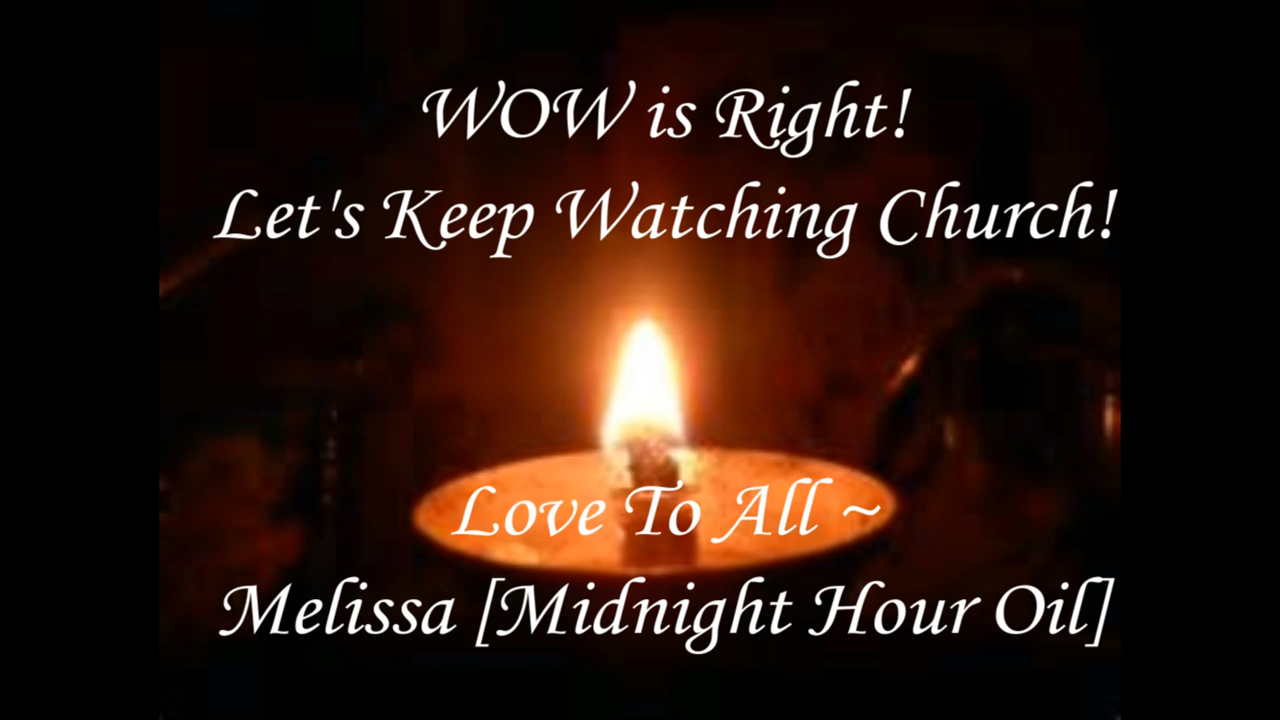 WOW is Right!
Let's Keep Watching Church!
Love To All ~
Melissa [Midnight Hour Oil]